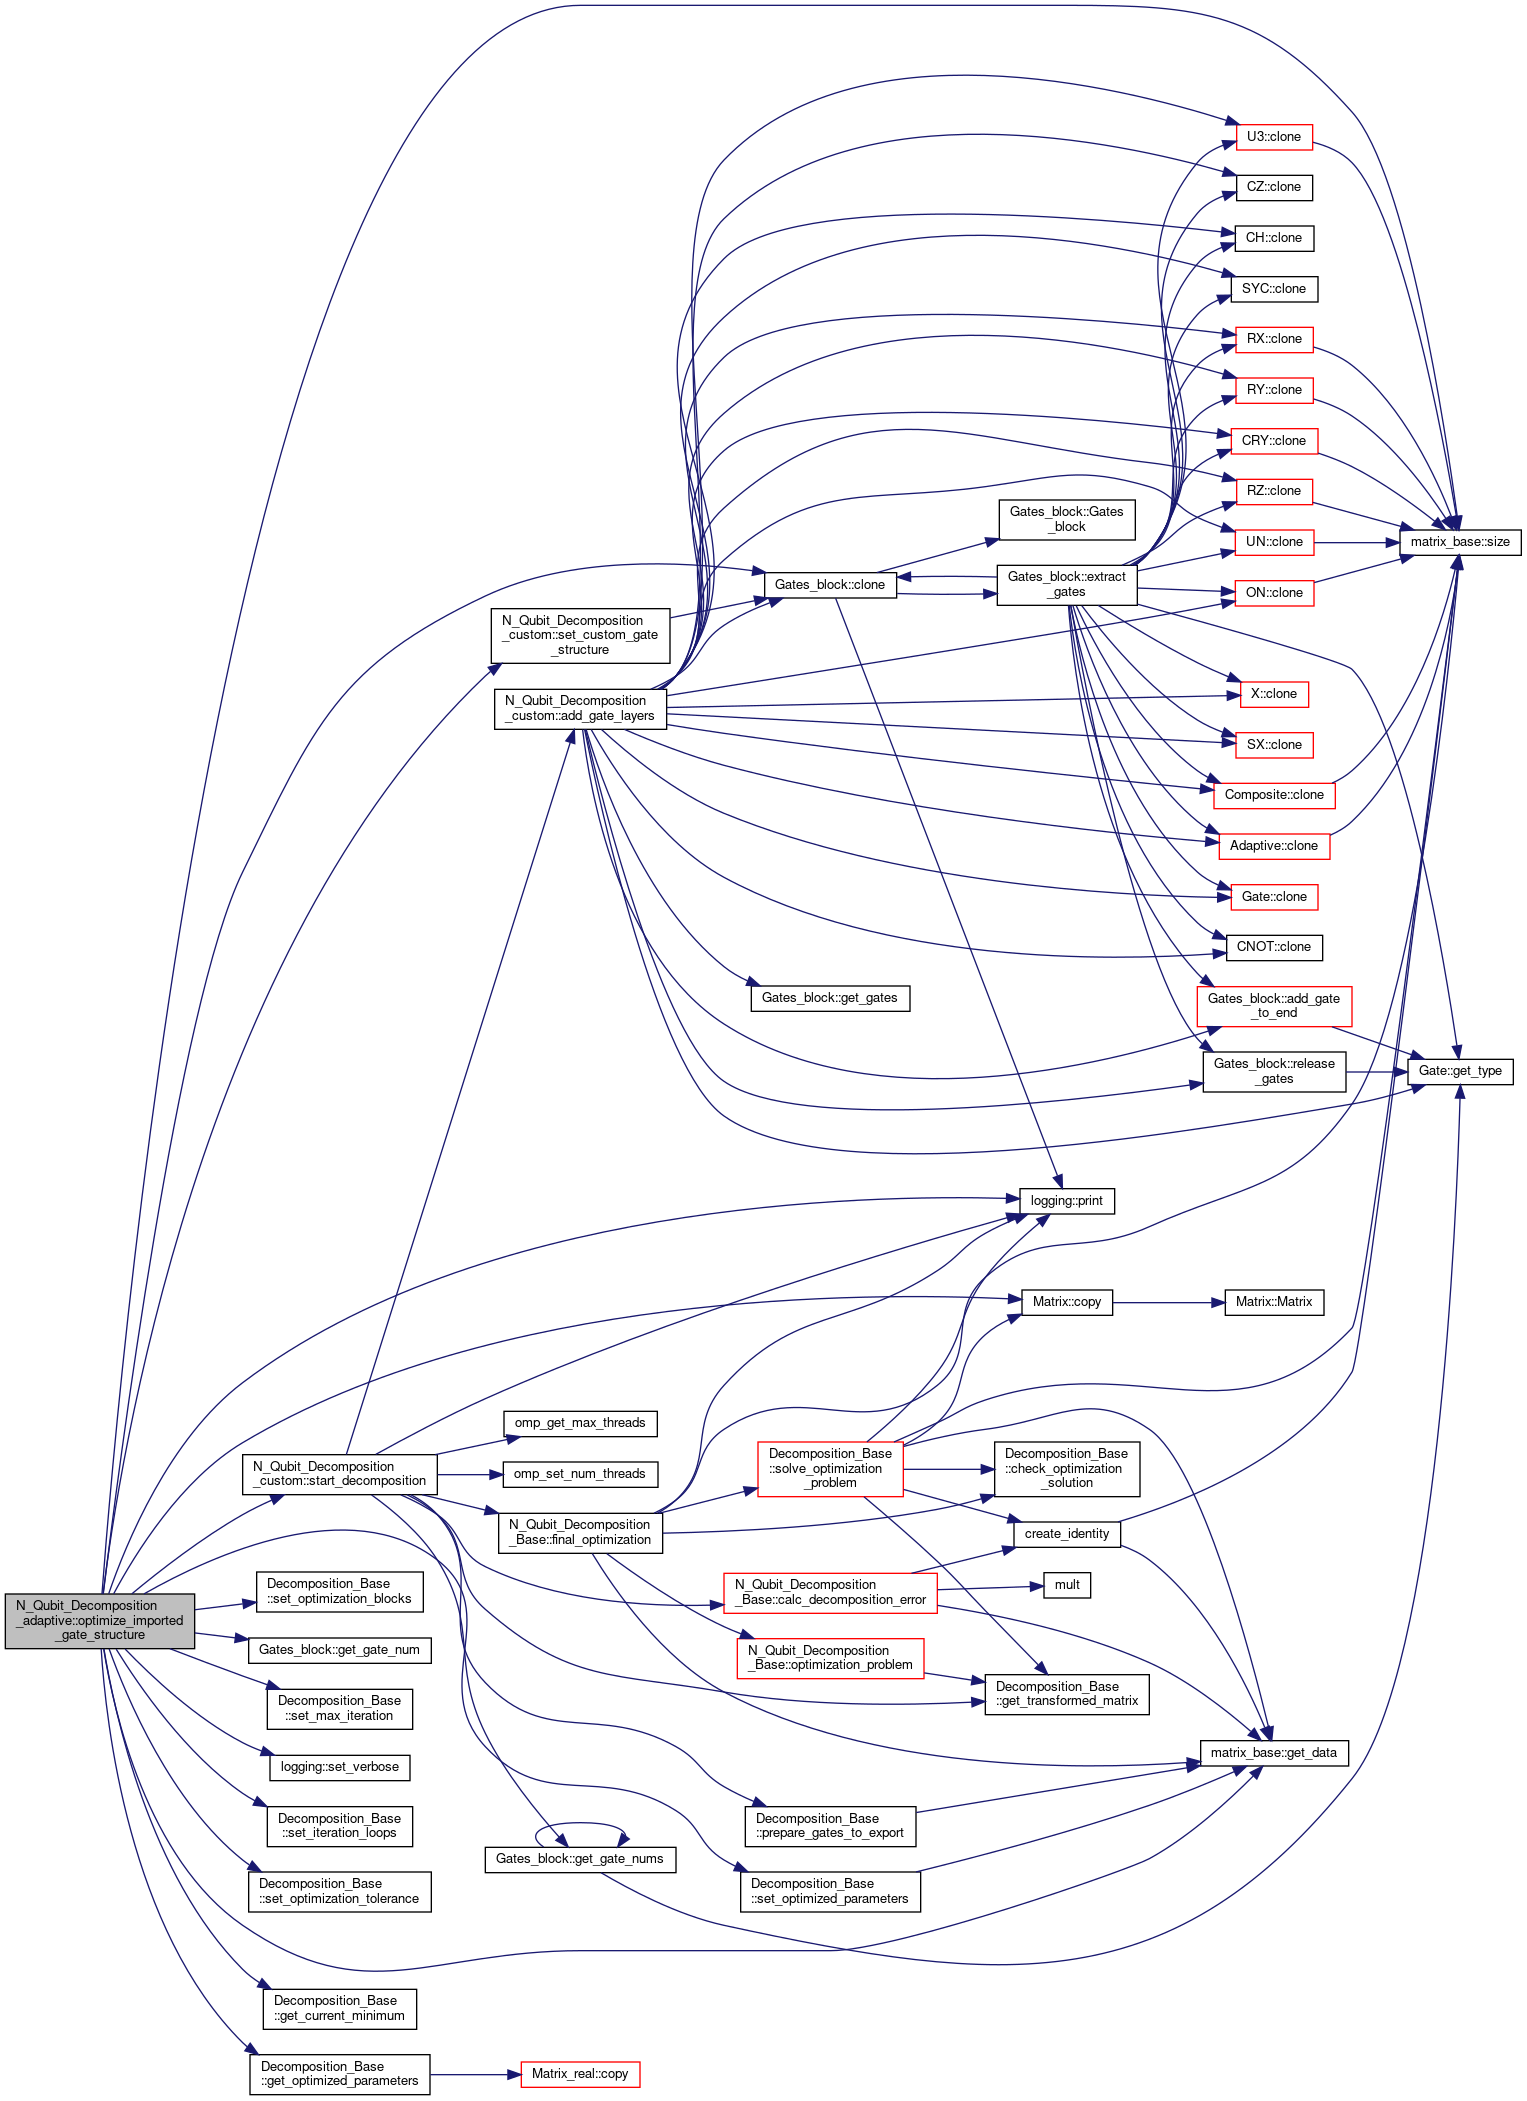 U3::clone
CZ::clone
CH::clone
SYC::clone
RX::clone
RY::clone
CRY::clone
RZ::clone
Gates_block::Gates
_block
UN::clone
matrix_base::size
Gates_block::clone
Gates_block::extract
_gates
ON::clone
N_Qubit_Decomposition
_custom::set_custom_gate
_structure
N_Qubit_Decomposition
_custom::add_gate_layers
X::clone
SX::clone
Composite::clone
Adaptive::clone
Gate::clone
CNOT::clone
Gates_block::get_gates
Gates_block::add_gate
_to_end
Gates_block::release
_gates
Gate::get_type
logging::print
Matrix::copy
Matrix::Matrix
omp_get_max_threads
N_Qubit_Decomposition
_custom::start_decomposition
omp_set_num_threads
Decomposition_Base
::solve_optimization
_problem
Decomposition_Base
::check_optimization
_solution
N_Qubit_Decomposition
_Base::final_optimization
create_identity
N_Qubit_Decomposition
_adaptive::optimize_imported
_gate_structure
Decomposition_Base
::set_optimization_blocks
N_Qubit_Decomposition
_Base::calc_decomposition_error
mult
Gates_block::get_gate_num
N_Qubit_Decomposition
_Base::optimization_problem
Decomposition_Base
::get_transformed_matrix
Decomposition_Base
::set_max_iteration
matrix_base::get_data
logging::set_verbose
Decomposition_Base
::set_iteration_loops
Decomposition_Base
::prepare_gates_to_export
Gates_block::get_gate_nums
Decomposition_Base
::set_optimization_tolerance
Decomposition_Base
::set_optimized_parameters
Decomposition_Base
::get_current_minimum
Decomposition_Base
::get_optimized_parameters
Matrix_real::copy